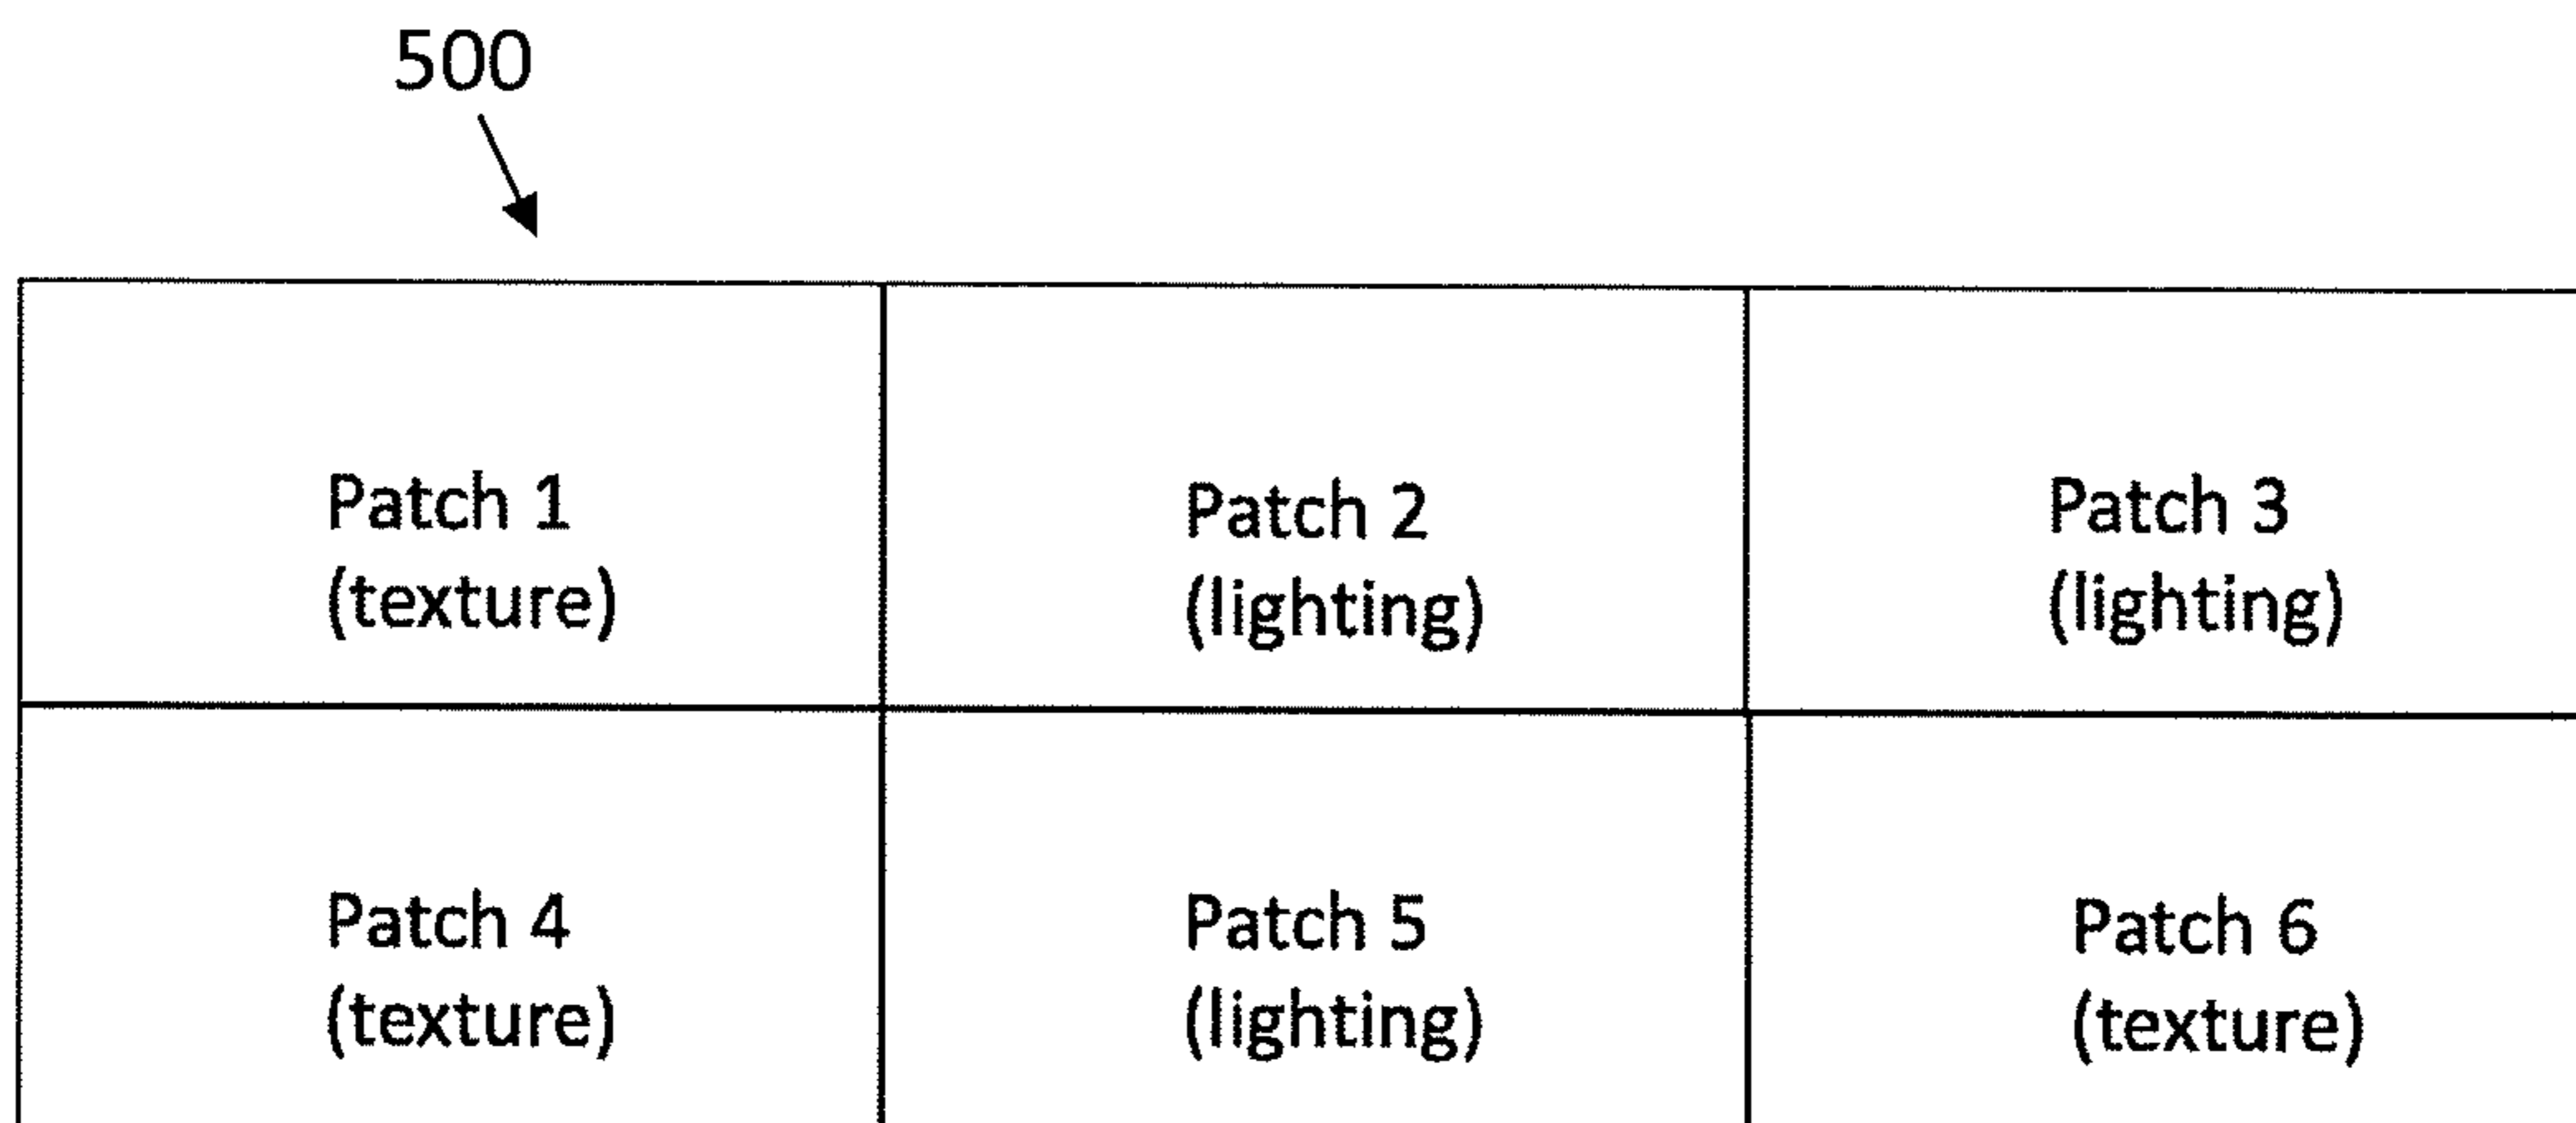 500
Patch 1
(texture)
Patch 2
(lighting)
Patch 3
(lighting)
Patch 4
(texture)
Patch 5
(lighting)
Patch 6
(texture)